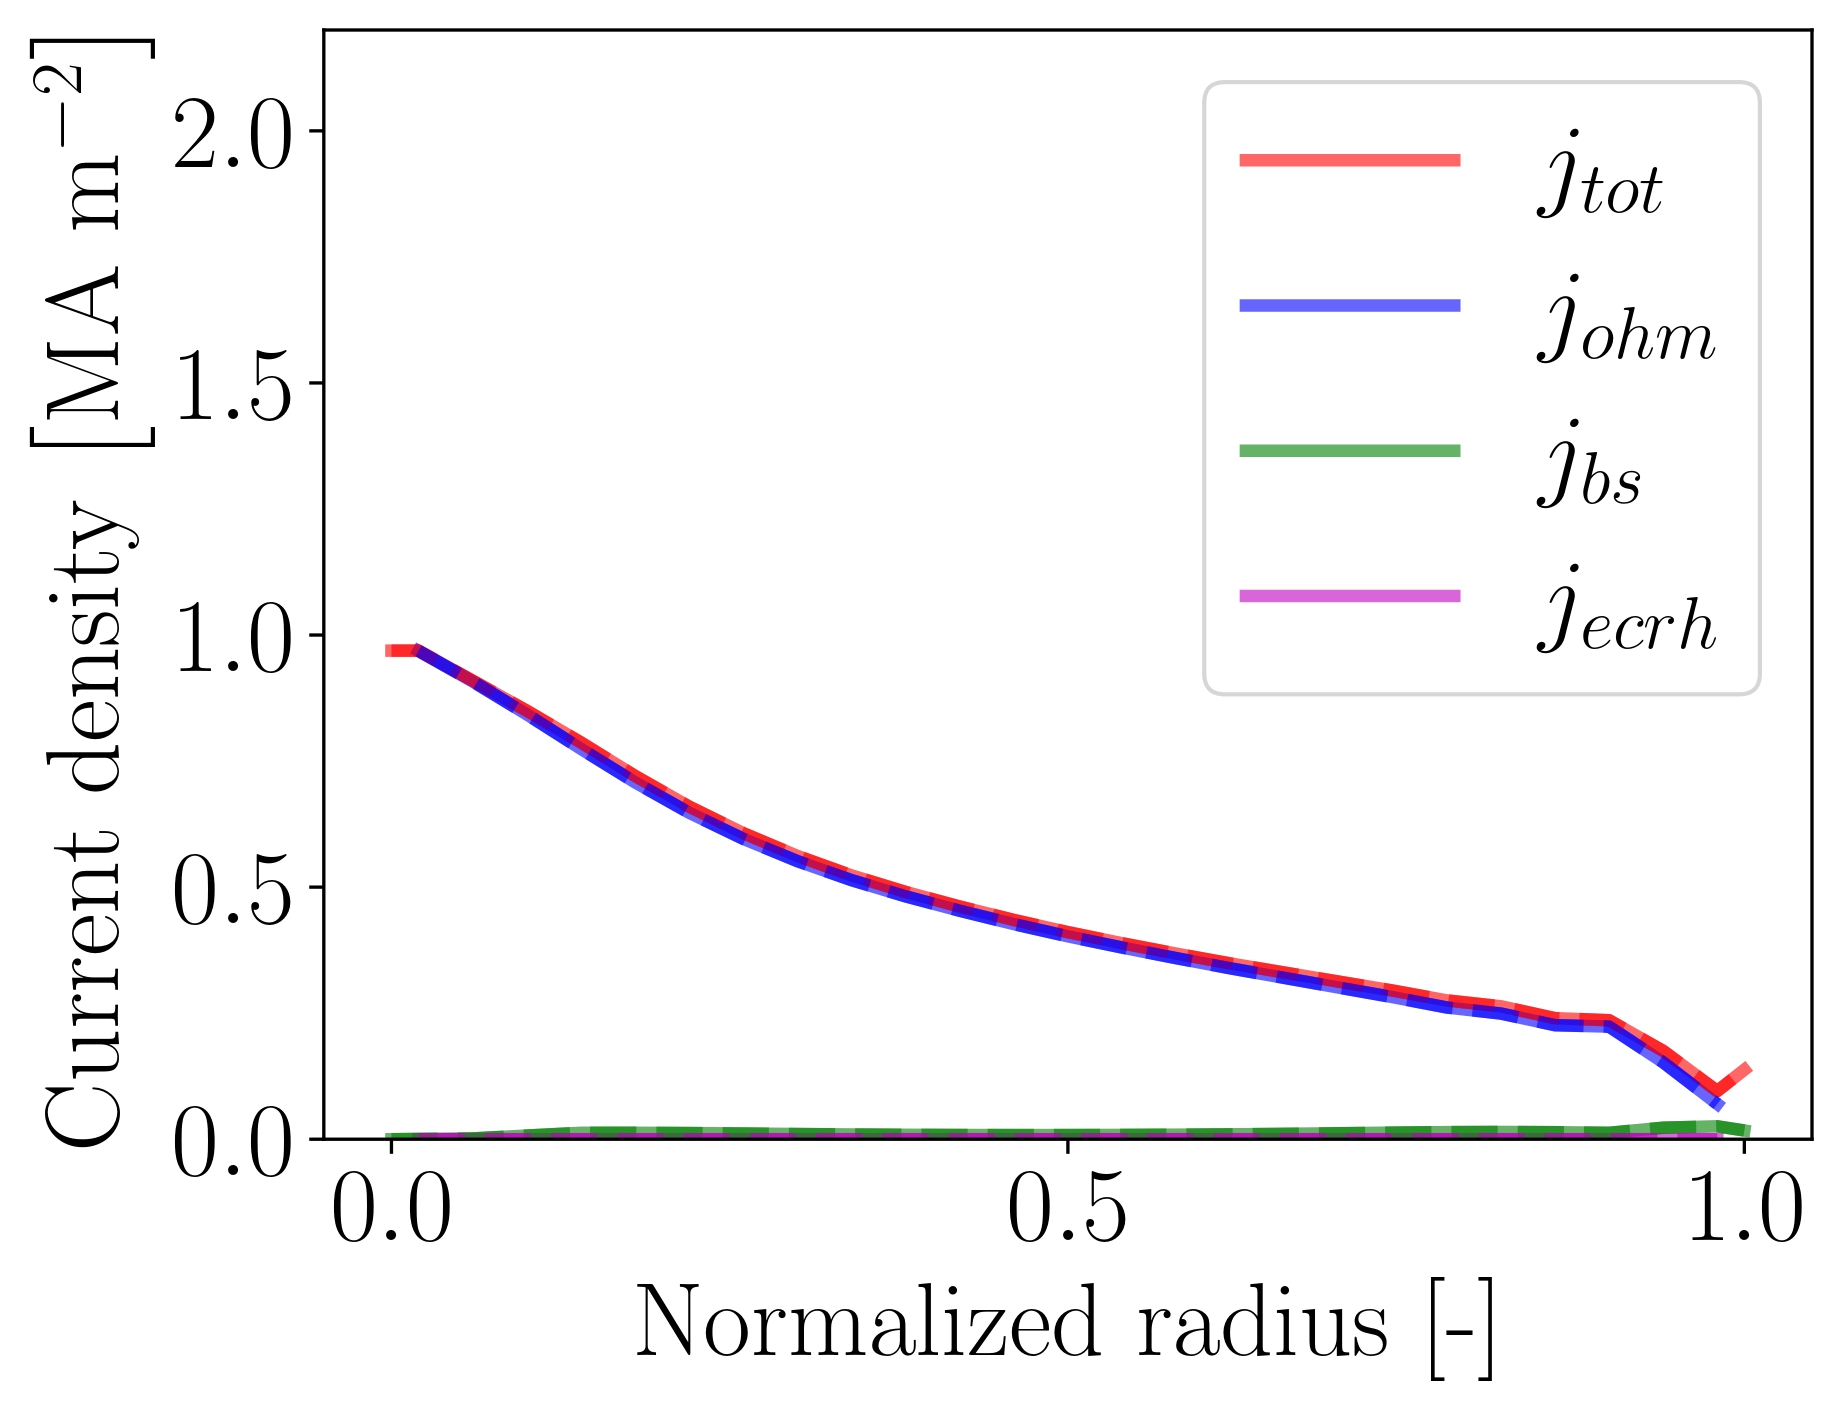 Current density [MA m⁻²]
2.0
1.5
1.0
0.5
0.0
j_tot
j_ohm
j_bs
j_ecrh
0.0 0.5 1.0
Normalized radius [-]